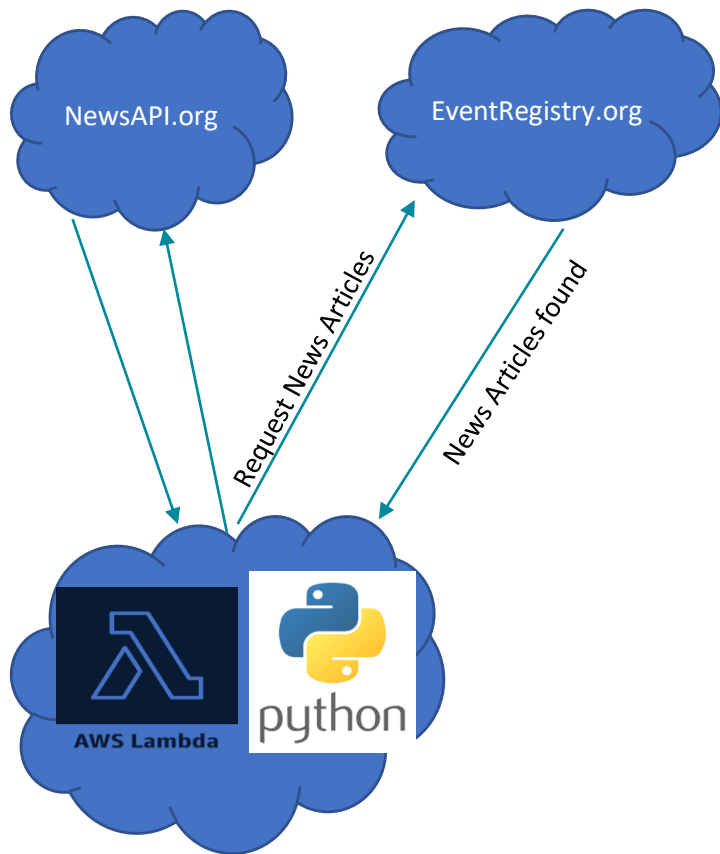 NewsAPI.org
EventRegistry.org
Request News Articles
News Articles found
AWS Lambda
python